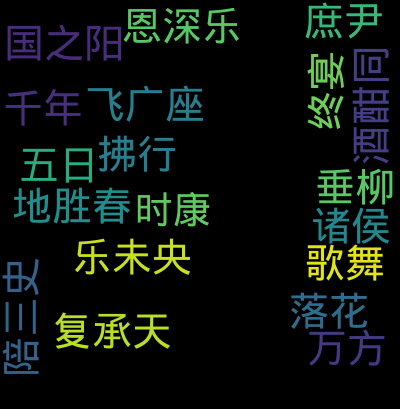 国之阳
恩深乐
庶尹
千年
飞广座
终宴
酒酣同
五日
拂行
地胜春
时康
垂柳
诸侯
乐未央
歌舞
陪三史
复承天
落花
万方